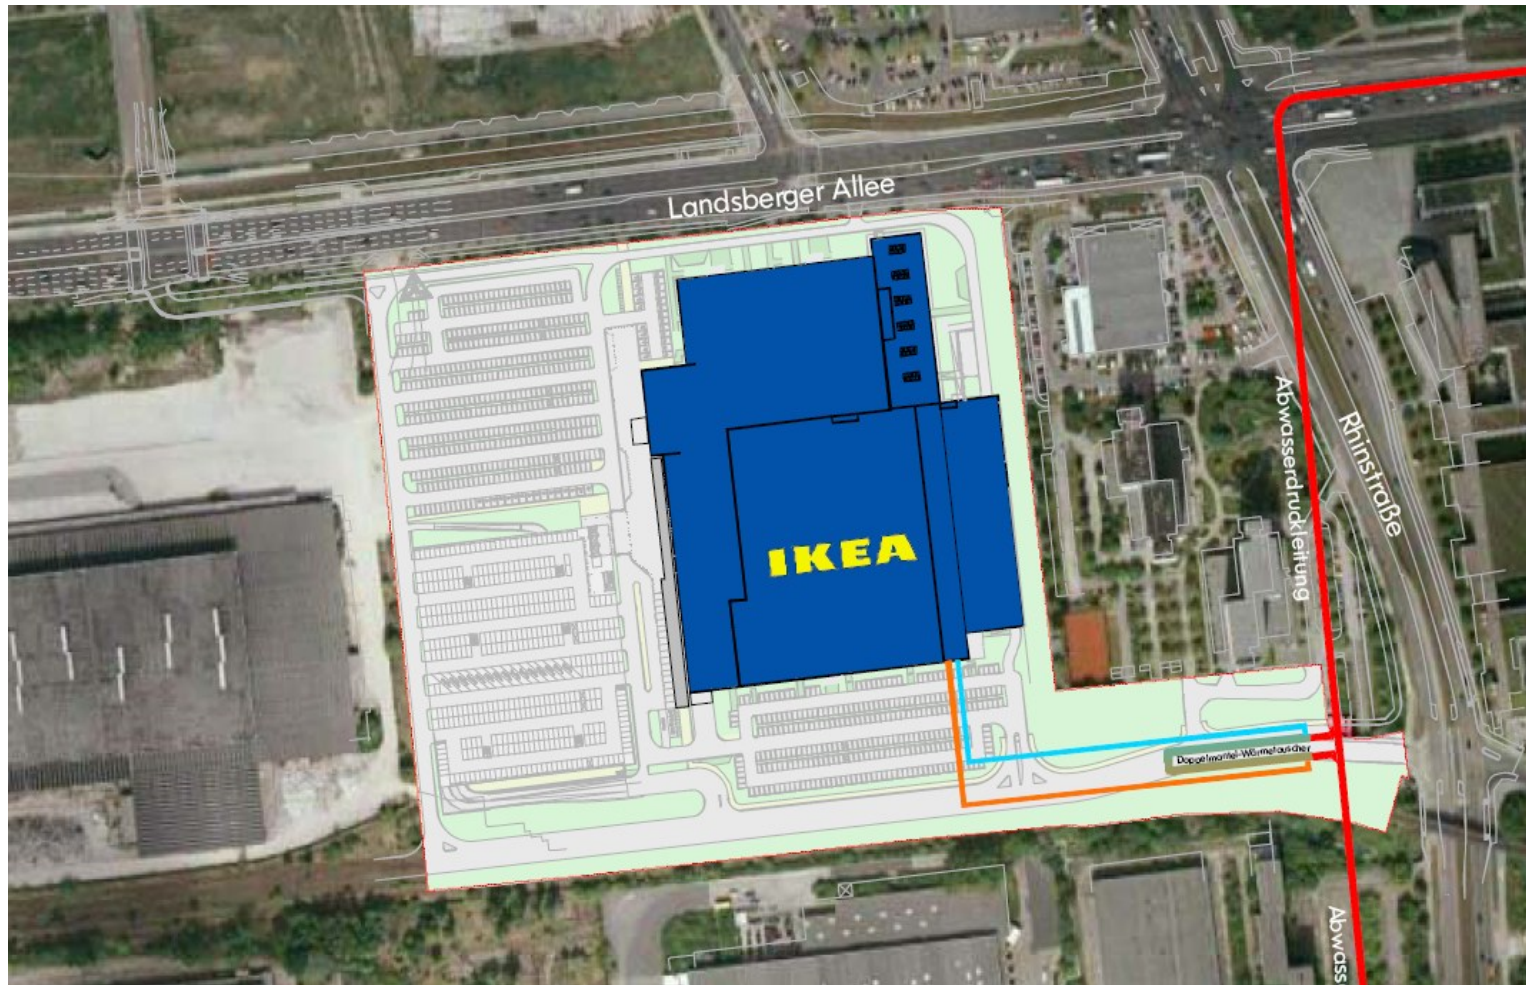 Landsberger Allee
Abwasserdruckleitung
Rhinstraße
IKEA
Doppelmantel-Wärmetauscher
Abwass